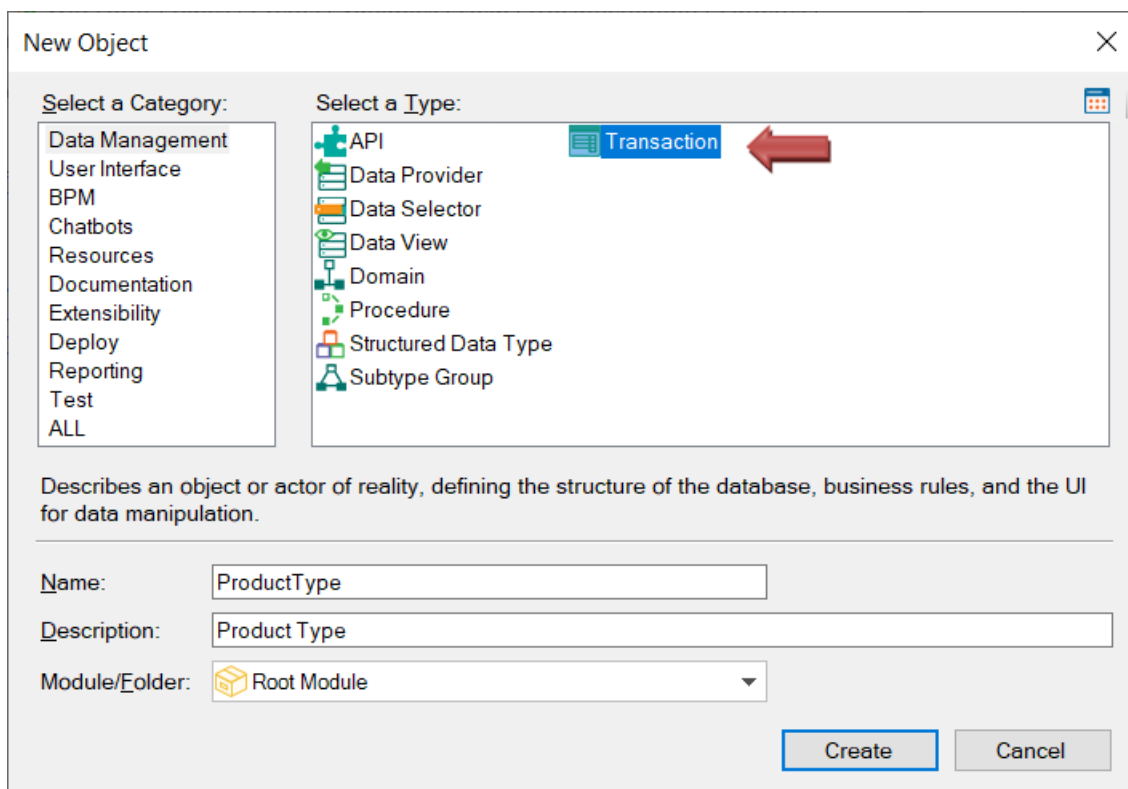 New Object
Select a Category:
Data Management
User Interface
BPM
Chatbots
Resources
Documentation
Extensibility
Deploy
Reporting
Test
ALL
Select a Type:
API
Data Provider
Data Selector
Data View
Domain
Procedure
Structured Data Type
Subtype Group
Transaction
Describes an object or actor of reality, defining the structure of the database, business rules, and the UI
for data manipulation.
Name: ProductType
Description: Product Type
Module/Folder: Root Module
Create Cancel